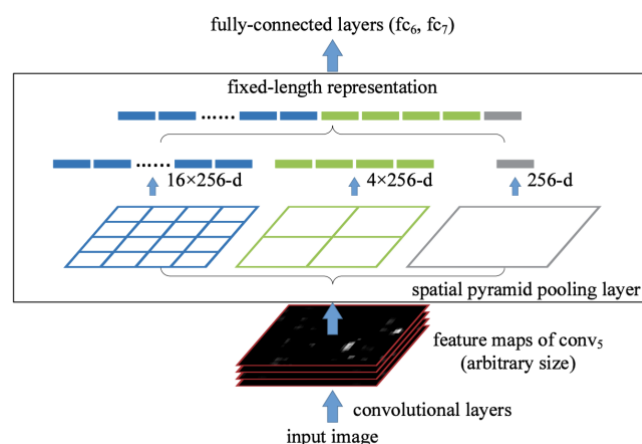 fully-connected layers (fc₆, fc₇)
fixed-length representation
......
......
16×256-d
4×256-d
256-d
spatial pyramid pooling layer
feature maps of conv₅
(arbitrary size)
convolutional layers
input image